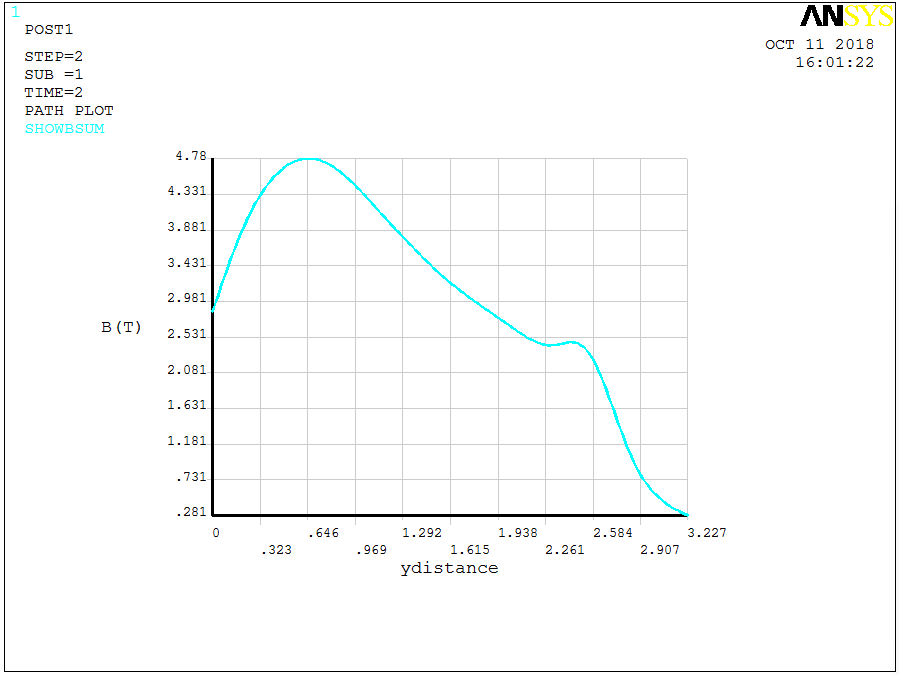 1
ANSYS
POST1
OCT 11 2018
STEP=2
16:01:22
SUB =1
TIME=2
PATH PLOT
SHOWBSUM
4.78
4.331
3.881
3.431
2.981
B(T)
2.531
2.081
1.631
1.181
.731
.281
0 .646 1.292 1.938 2.584 3.227
.323 .969 1.615 2.261 2.907
ydistance